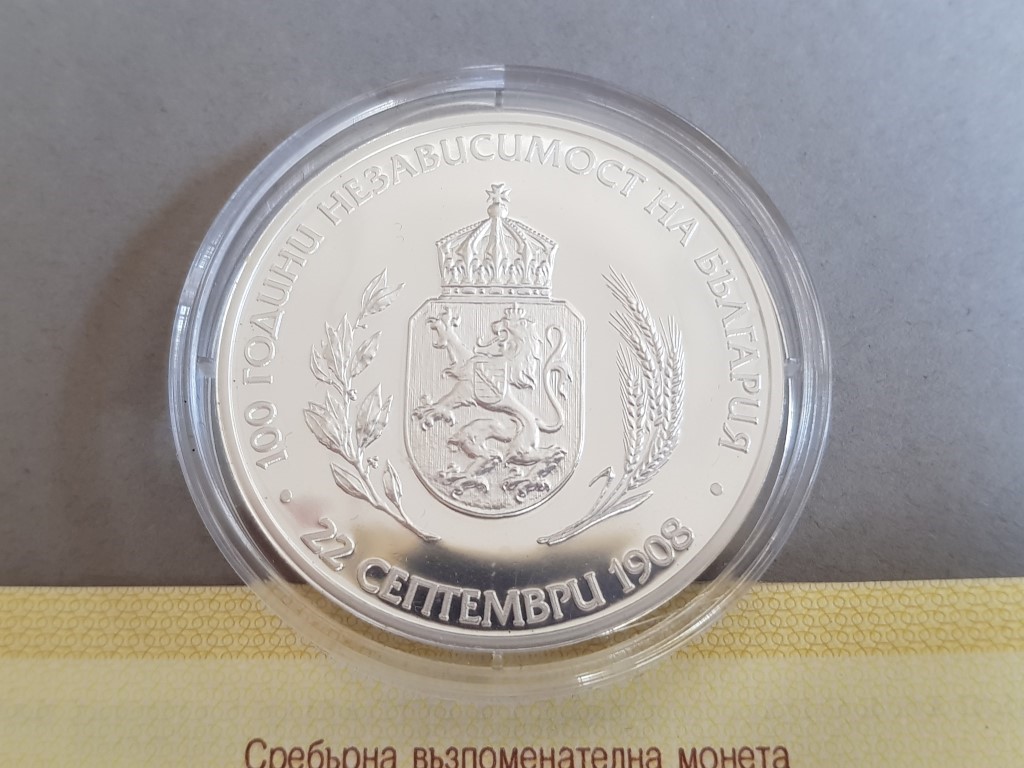 100 ГОДИНИ НЕЗАВИСИМОСТ НА БЪЛГАРИЯ
22 СЕПТЕМВРИ 1908
Сребърна възпоменателна монета